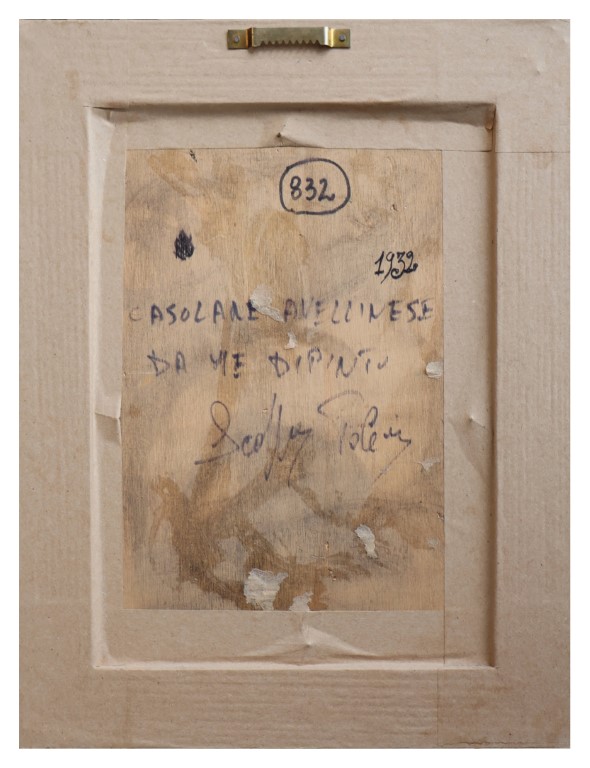 832
1932
CASOLARE AVELLINESE
DA ME DIPINTO